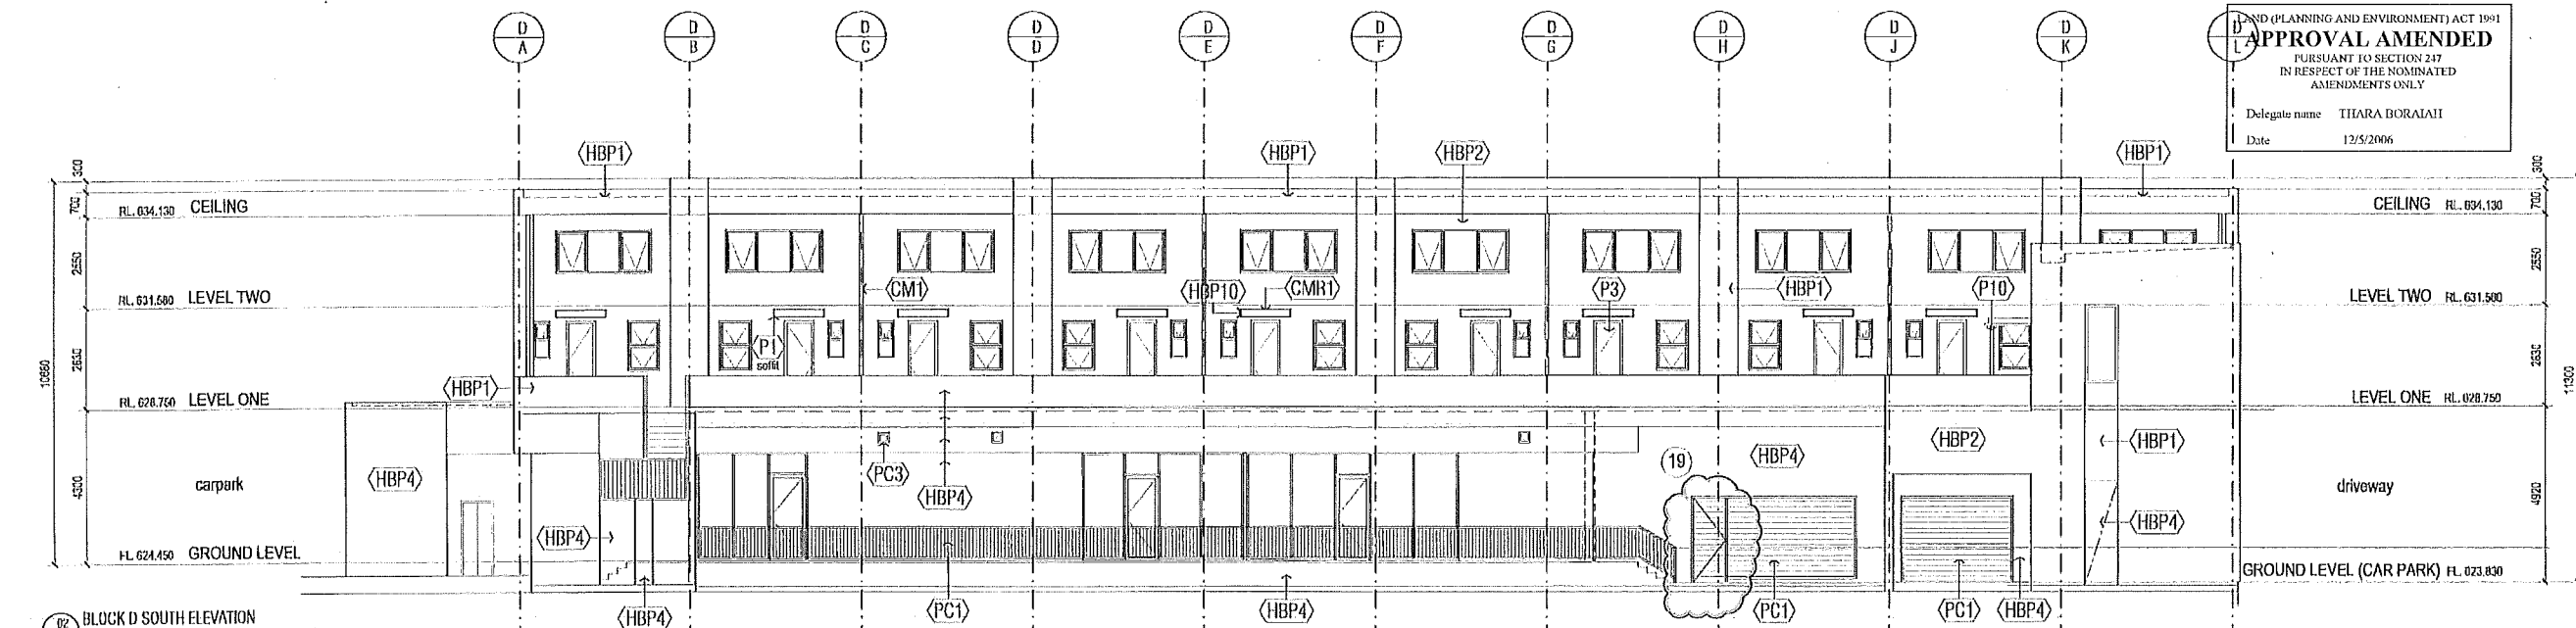 D
A
D
B
D
C
D
D
D
E
D
F
D
G
D
H
D
J
D
K
D
L
LAND (PLANNING AND ENVIRONMENT) ACT 1991
APPROVAL AMENDED
PURSUANT TO SECTION 247
IN RESPECT OF THE NOMINATED
AMENDMENTS ONLY
Delegate name THARA BORAIAH
Date 12/5/2006
HBP1
HBP1
HBP2
HBP1
300
700
2550
2630
4300
10680
RL. 634.130 CEILING
RL. 631.580 LEVEL TWO
RL. 628.750 LEVEL ONE
FL. 624.450 GROUND LEVEL
CEILING RL. 634.130
LEVEL TWO RL. 631.580
LEVEL ONE RL. 628.750
GROUND LEVEL (CAR PARK) FL. 623.830
300
700
2550
2630
4920
11300
CM1
HBP10
CMR1
P3
HBP1
P10
P1
soffit
HBP1
carpark
HBP4
PC3
HBP4
19
HBP4
HBP2
HBP1
driveway
HBP4
HBP4
HBP4
PC1
HBP4
PC1
PC1
HBP4
02
BLOCK D SOUTH ELEVATION